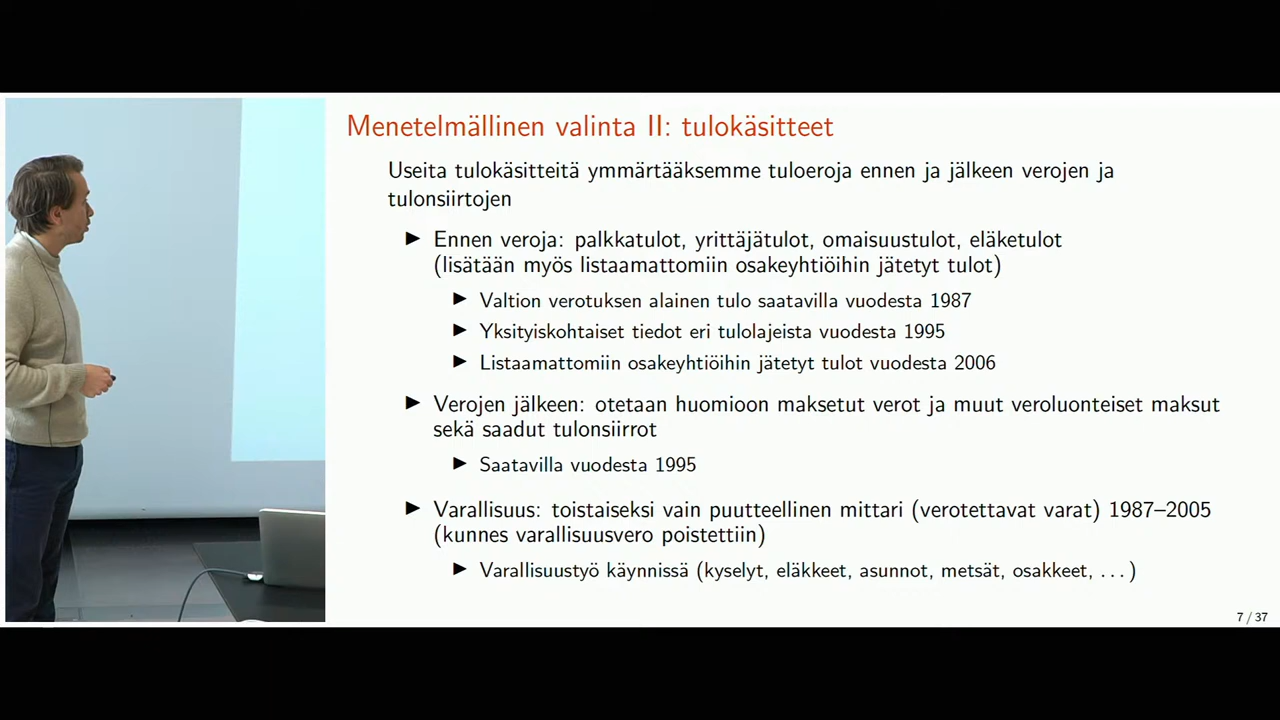 Menetelmällinen valinta II: tulokäsitteet
Useita tulokäsitteitä ymmärtääksemme tuloeroja ennen ja jälkeen verojen ja
tulonsiirtojen
▶ Ennen veroja: palkkatulot, yrittäjätulot, omaisuustulot, eläketulot
(lisätään myös listaamattomiin osakeyhtiöihin jätetyt tulot)
▶ Valtion verotuksen alainen tulo saatavilla vuodesta 1987
▶ Yksityiskohtaiset tiedot eri tulolajeista vuodesta 1995
▶ Listaamattomiin osakeyhtiöihin jätetyt tulot vuodesta 2006
▶ Verojen jälkeen: otetaan huomioon maksetut verot ja muut veroluonteiset maksut
sekä saadut tulonsiirrot
▶ Saatavilla vuodesta 1995
▶ Varallisuus: toistaiseksi vain puutteellinen mittari (verotettavat varat) 1987–2005
(kunnes varallisuusvero poistettiin)
▶ Varallisuustyö käynnissä (kyselyt, eläkkeet, asunnot, metsät, osakkeet, ...)
7 / 37